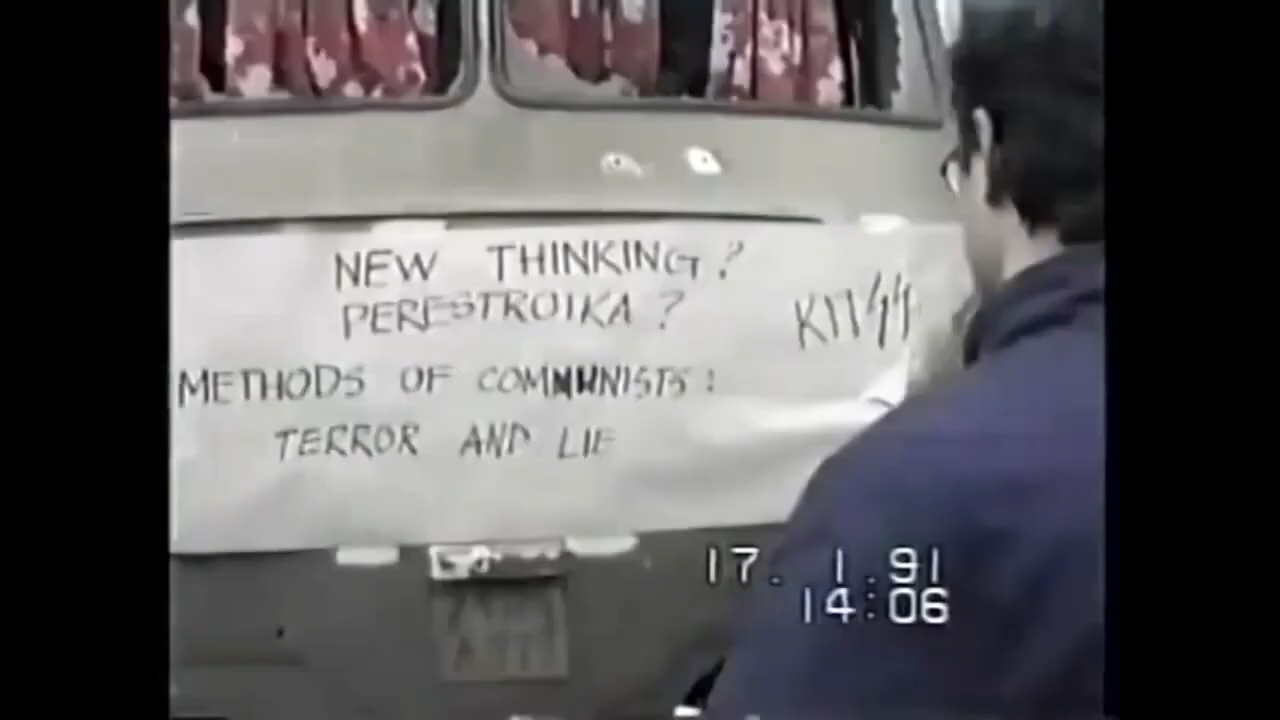 NEW THINKING?
PERESTROIKA?
METHODS OF COMMUNISTS:
TERROR AND LIE
17. 1.91
14:06